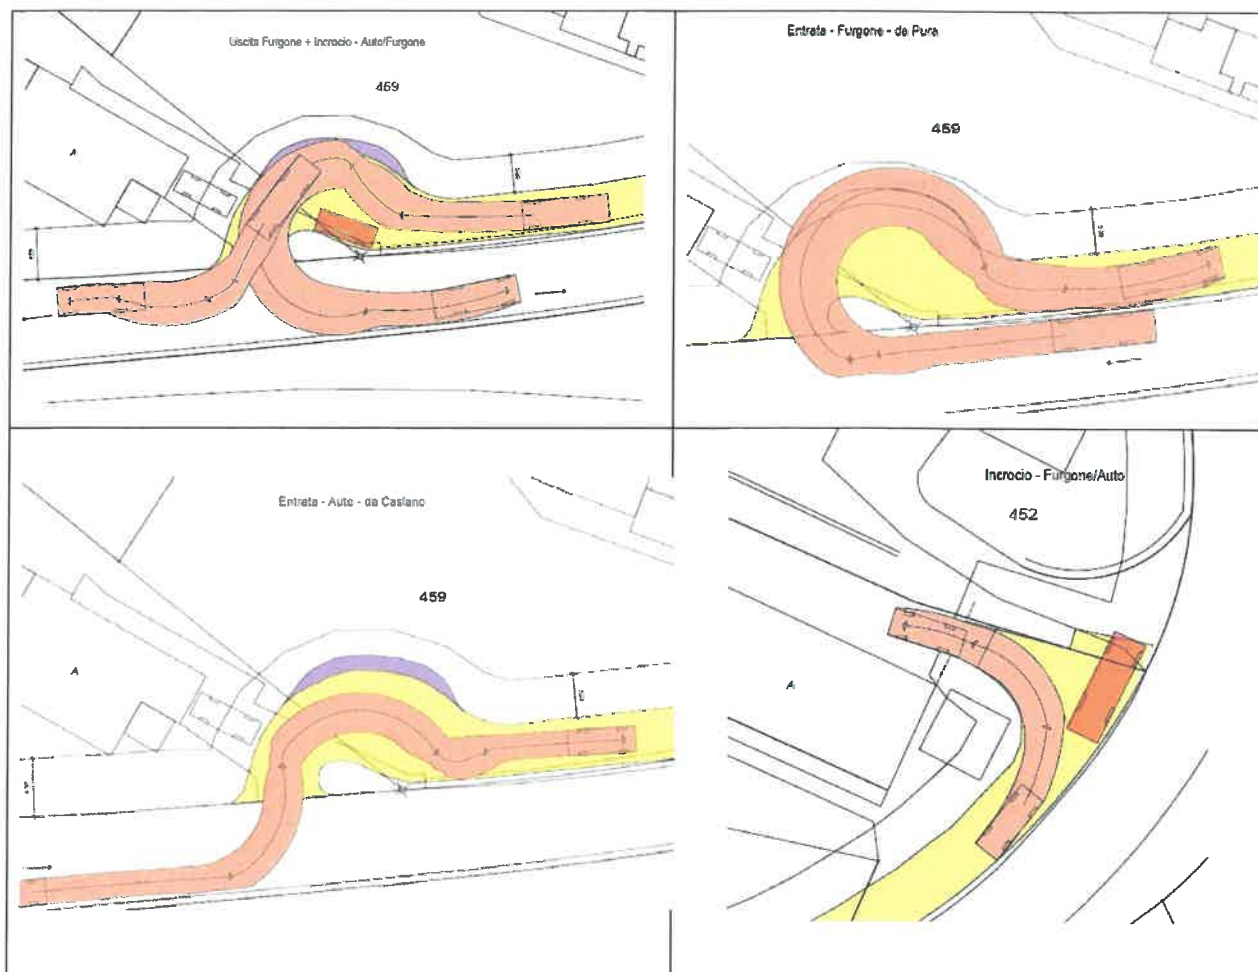 Uscita Furgone + Incrocio - Auto/Furgone
469
A
Entrata - Furgone - da Pura
469
Entrata - Auto - da Caslano
459
A
Incrocio - Furgone/Auto
452
A